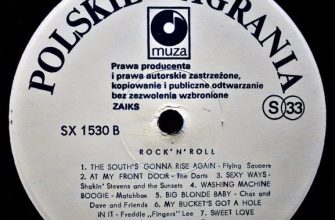 POLSKIE NAGRANIA
muza
Prawa producenta
i prawa autorskie zastrzeżone,
kopiowanie i publiczne odtwarzanie
bez zezwolenia wzbronione
ZAIKS
S 33
SX 1530 B
ROCK'N'ROLL
1. THE SOUTH'S GONNA RISE AGAIN - Flying Saucers
2. AT MY FRONT DOOR - The Darts 3. SEXY WAYS -
Shakin' Stevens and the Sunsets 4. WASHING MACHINE
BOOGIE - Matchbox 5. BIG BLONDE BABY - Chas and
Dave and Friends 6. MY BUCKET'S GOT A HOLE
IN IT - Freddie „Fingers" Lee 7. SWEET LOVE